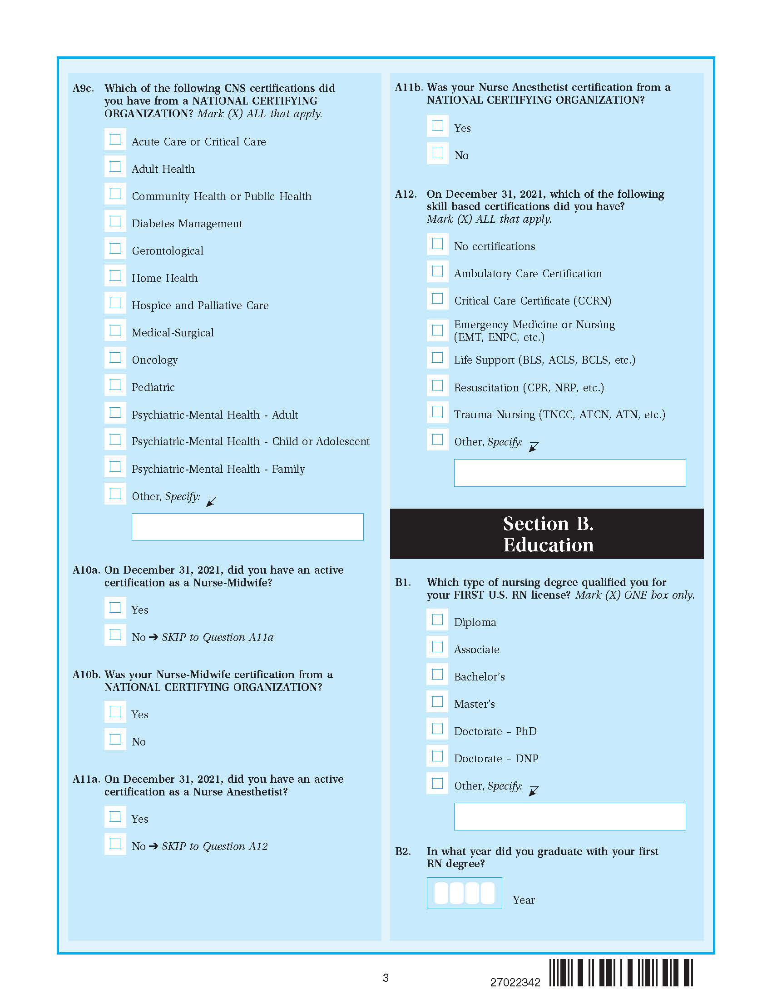 A9c. Which of the following CNS certifications did
you have from a NATIONAL CERTIFYING
ORGANIZATION? Mark (X) ALL that apply.
Acute Care or Critical Care
Adult Health
Community Health or Public Health
Diabetes Management
Gerontological
Home Health
Hospice and Palliative Care
Medical-Surgical
Oncology
Pediatric
Psychiatric-Mental Health - Adult
Psychiatric-Mental Health - Child or Adolescent
Psychiatric-Mental Health - Family
Other, Specify:
A10a. On December 31, 2021, did you have an active
certification as a Nurse-Midwife?
Yes
No ➔ SKIP to Question A11a
A10b. Was your Nurse-Midwife certification from a
NATIONAL CERTIFYING ORGANIZATION?
Yes
No
A11a. On December 31, 2021, did you have an active
certification as a Nurse Anesthetist?
Yes
No ➔ SKIP to Question A12
A11b. Was your Nurse Anesthetist certification from a
NATIONAL CERTIFYING ORGANIZATION?
Yes
No
A12. On December 31, 2021, which of the following
skill based certifications did you have?
Mark (X) ALL that apply.
No certifications
Ambulatory Care Certification
Critical Care Certificate (CCRN)
Emergency Medicine or Nursing
(EMT, ENPC, etc.)
Life Support (BLS, ACLS, BCLS, etc.)
Resuscitation (CPR, NRP, etc.)
Trauma Nursing (TNCC, ATCN, ATN, etc.)
Other, Specify:
Section B.
Education
B1. Which type of nursing degree qualified you for
your FIRST U.S. RN license? Mark (X) ONE box only.
Diploma
Associate
Bachelor’s
Master’s
Doctorate – PhD
Doctorate – DNP
Other, Specify:
B2. In what year did you graduate with your first
RN degree?
Year
3
27022342